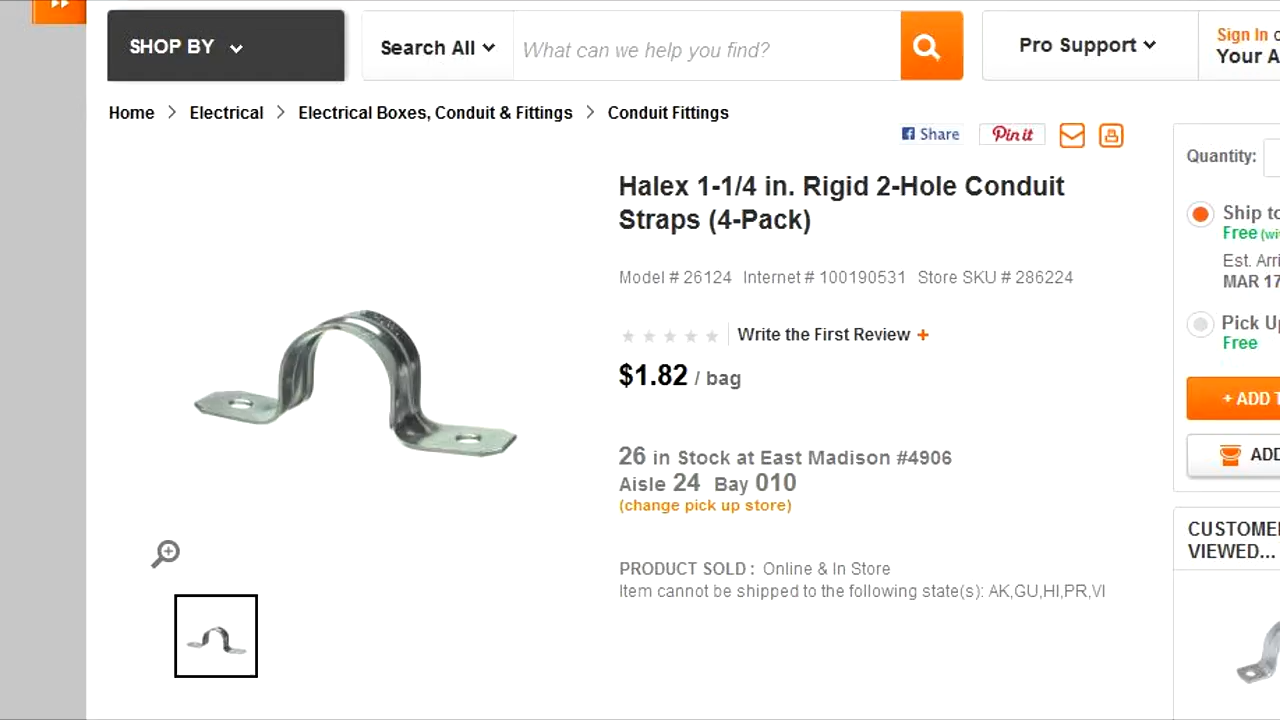 SHOP BY
Search All
What can we help you find?
Pro Support
Sign In
Your A
Home > Electrical > Electrical Boxes, Conduit & Fittings > Conduit Fittings
Share
Pin it
Quantity:
Halex 1-1/4 in. Rigid 2-Hole Conduit
Straps (4-Pack)
Model # 26124 Internet # 100190531 Store SKU # 286224
Write the First Review +
$1.82 / bag
26 in Stock at East Madison #4906
Aisle 24 Bay 010
(change pick up store)
PRODUCT SOLD : Online & In Store
Item cannot be shipped to the following state(s): AK,GU,HI,PR,VI
Ship to
Free (wi
Est. Arri
MAR 17
Pick Up
Free
+ ADD T
ADD
CUSTOME
VIEWED...